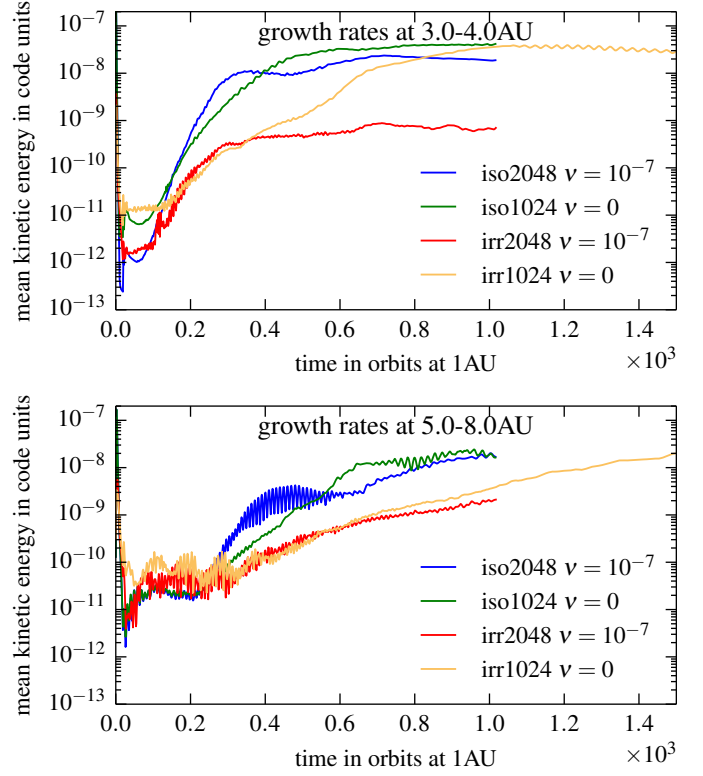 growth rates at 3.0-4.0AU
mean kinetic energy in code units
10⁻⁷
10⁻⁸
10⁻⁹
10⁻¹⁰
10⁻¹¹
10⁻¹²
10⁻¹³
iso2048 ν = 10⁻⁷
iso1024 ν = 0
irr2048 ν = 10⁻⁷
irr1024 ν = 0
0.0 0.2 0.4 0.6 0.8 1.0 1.2 1.4
time in orbits at 1AU
×10³
growth rates at 5.0-8.0AU
mean kinetic energy in code units
10⁻⁷
10⁻⁸
10⁻⁹
10⁻¹⁰
10⁻¹¹
10⁻¹²
10⁻¹³
iso2048 ν = 10⁻⁷
iso1024 ν = 0
irr2048 ν = 10⁻⁷
irr1024 ν = 0
0.0 0.2 0.4 0.6 0.8 1.0 1.2 1.4
time in orbits at 1AU
×10³